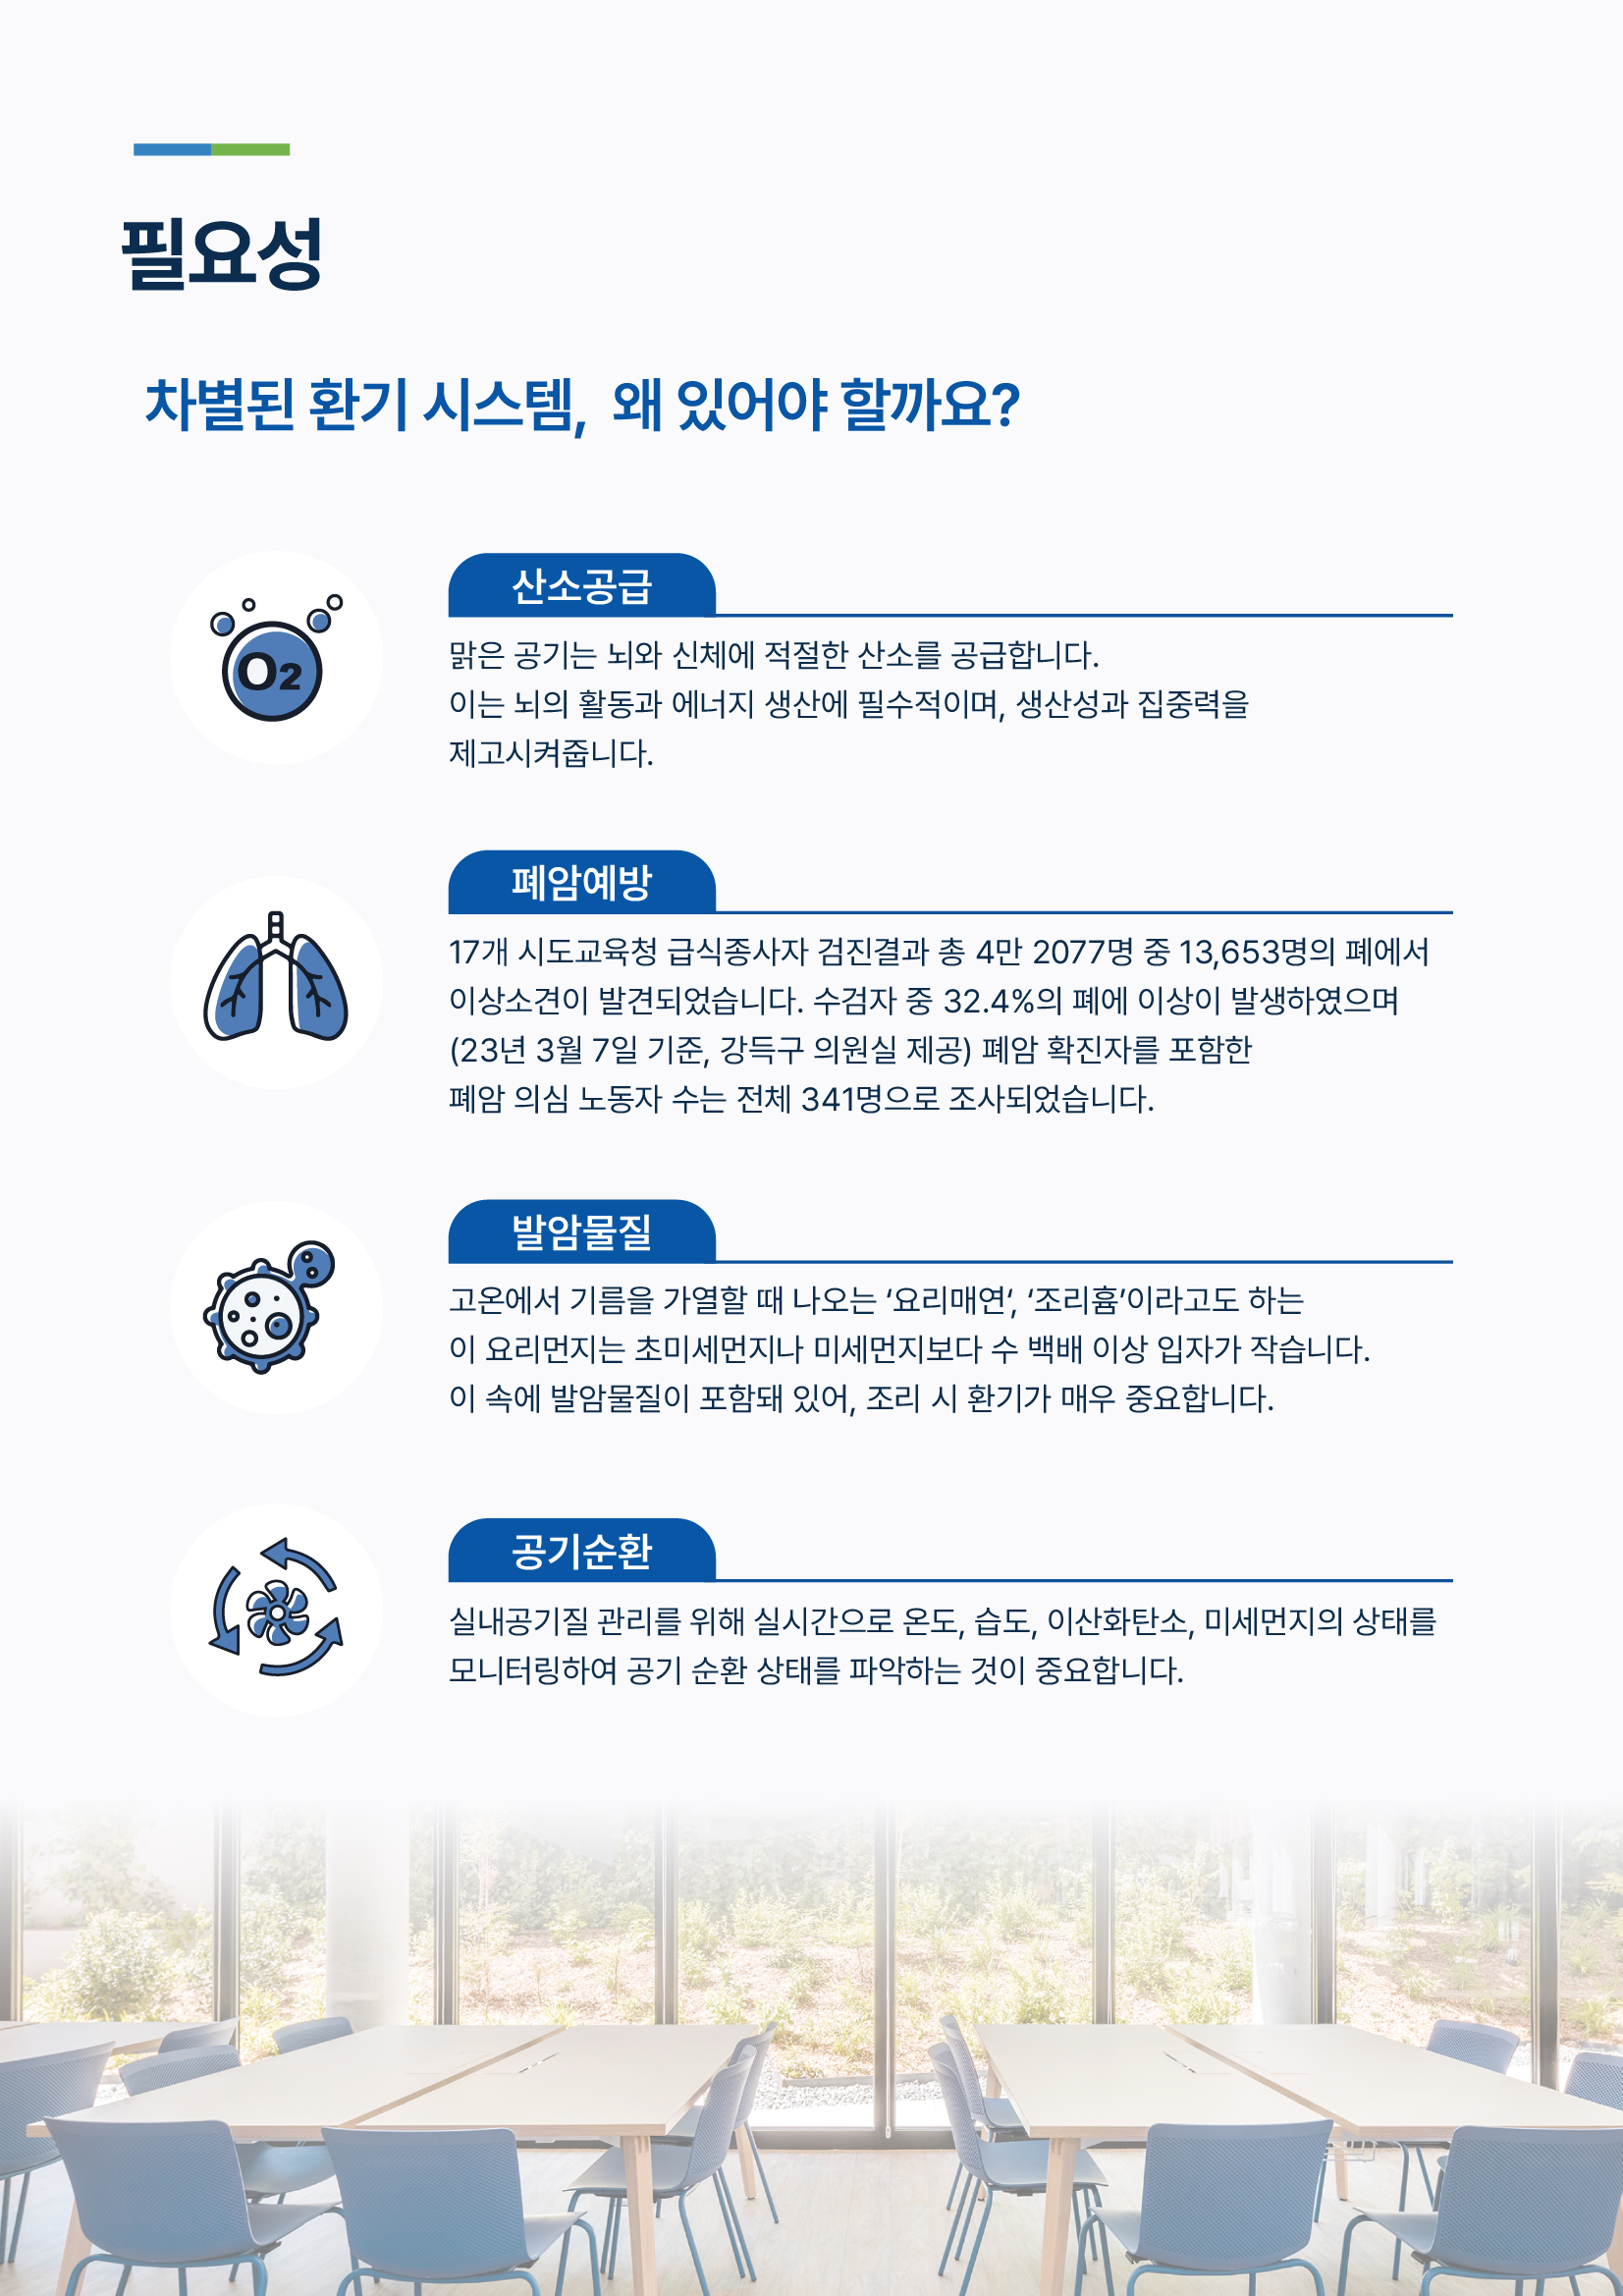 필요성
차별된 환기 시스템, 왜 있어야 할까요?
O₂
산소공급
맑은 공기는 뇌와 신체에 적절한 산소를 공급합니다.
이는 뇌의 활동과 에너지 생산에 필수적이며, 생산성과 집중력을
제고시켜줍니다.
폐암예방
17개 시도교육청 급식종사자 검진결과 총 4만 2077명 중 13,653명의 폐에서
이상소견이 발견되었습니다. 수검자 중 32.4%의 폐에 이상이 발생하였으며
(23년 3월 7일 기준, 강득구 의원실 제공) 폐암 확진자를 포함한
폐암 의심 노동자 수는 전체 341명으로 조사되었습니다.
발암물질
고온에서 기름을 가열할 때 나오는 ‘요리매연‘, ‘조리흄’이라고도 하는
이 요리먼지는 초미세먼지나 미세먼지보다 수 백배 이상 입자가 작습니다.
이 속에 발암물질이 포함돼 있어, 조리 시 환기가 매우 중요합니다.
공기순환
실내공기질 관리를 위해 실시간으로 온도, 습도, 이산화탄소, 미세먼지의 상태를
모니터링하여 공기 순환 상태를 파악하는 것이 중요합니다.